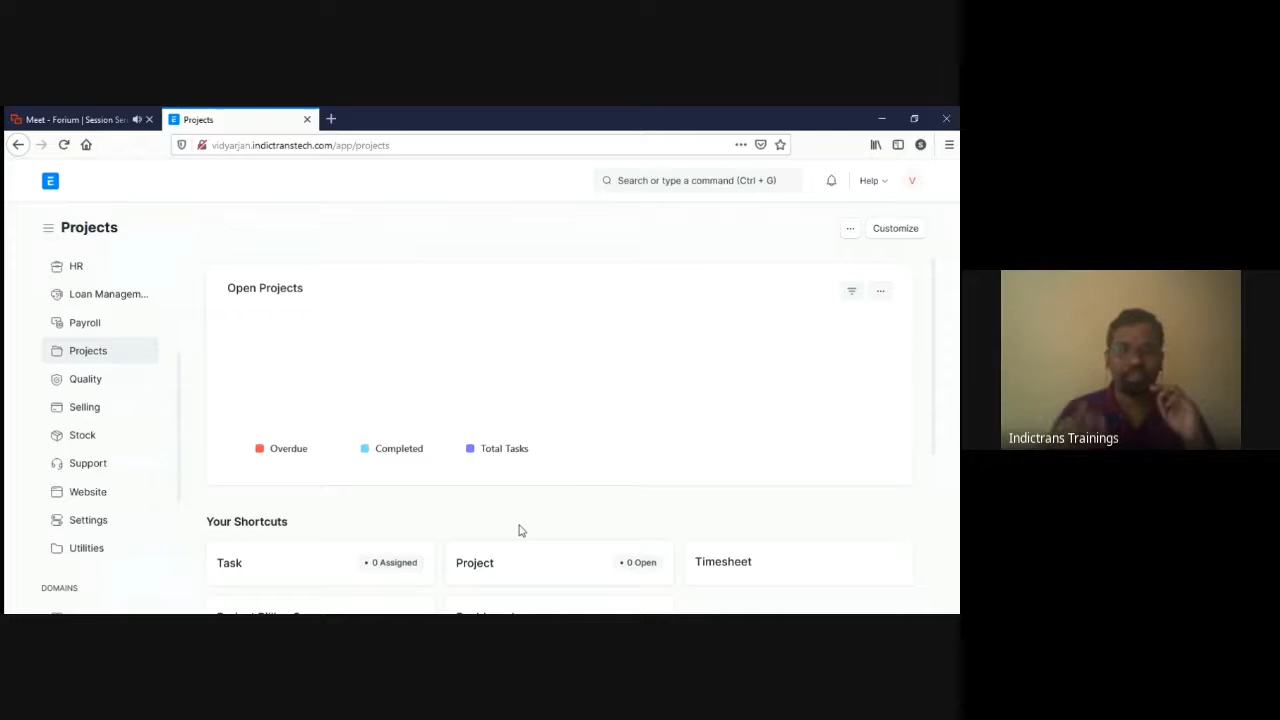 Meet - Forium | Session Seri
Projects
vidyarjan.indictranstech.com/app/projects
E
Search or type a command (Ctrl + G)
Help
V
Projects
Customize
HR
Loan Managem...
Payroll
Projects
Quality
Selling
Stock
Support
Website
Settings
Utilities
DOMAINS
Open Projects
Overdue
Completed
Total Tasks
Your Shortcuts
Task
0 Assigned
Project
0 Open
Timesheet
Indictrans Trainings